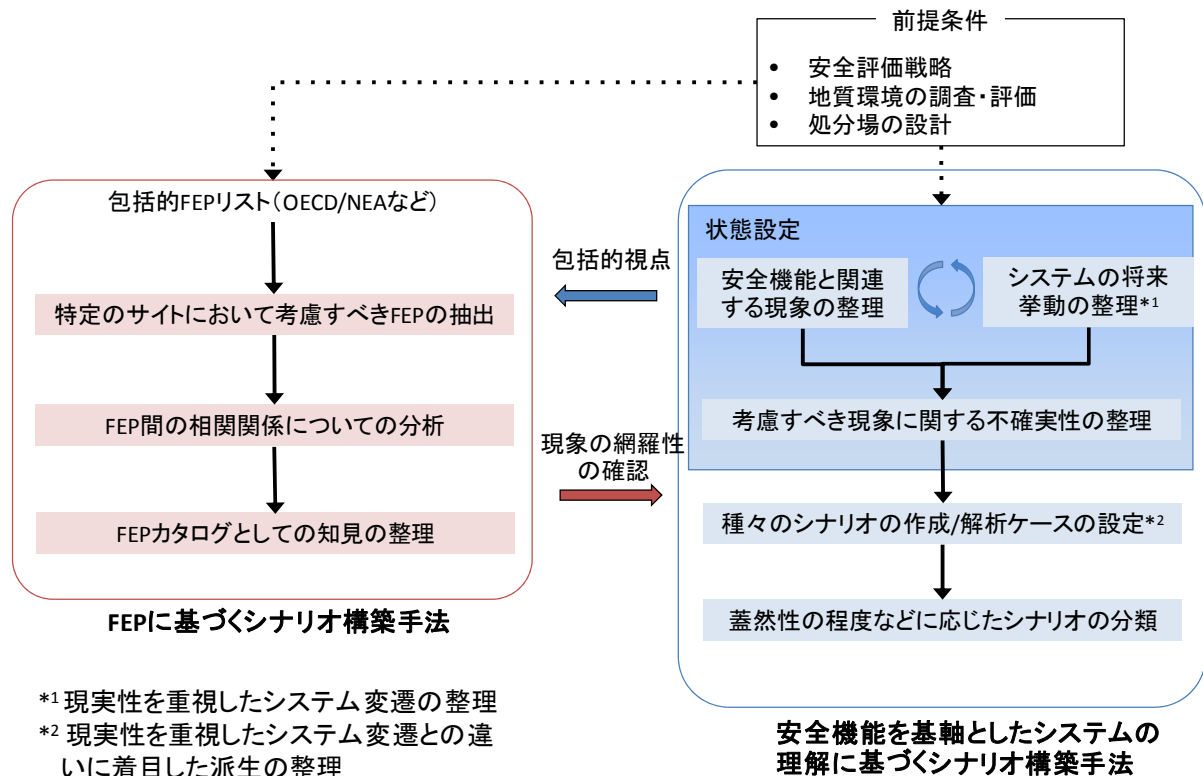 前提条件
• 安全評価戦略
• 地質環境の調査・評価
• 処分場の設計
包括的FEPリスト（OECD/NEAなど）
特定のサイトにおいて考慮すべきFEPの抽出
FEP間の相関関係についての分析
FEPカタログとしての知見の整理
FEPに基づくシナリオ構築手法
包括的視点
現象の網羅性
の確認
状態設定
安全機能と関連
する現象の整理
システムの将来
挙動の整理*1
考慮すべき現象に関する不確実性の整理
種々のシナリオの作成/解析ケースの設定*2
蓋然性の程度などに応じたシナリオの分類
安全機能を基軸としたシステムの
理解に基づくシナリオ構築手法
*1 現実性を重視したシステム変遷の整理
*2 現実性を重視したシステム変遷との違
いに着目した派生の整理